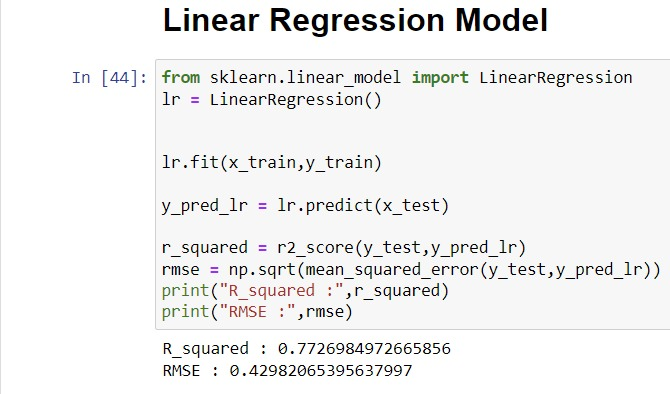 Linear Regression Model
In [44]: from sklearn.linear_model import LinearRegression
lr = LinearRegression()
lr.fit(x_train,y_train)
y_pred_lr = lr.predict(x_test)
r_squared = r2_score(y_test,y_pred_lr)
rmse = np.sqrt(mean_squared_error(y_test,y_pred_lr))
print("R_squared :",r_squared)
print("RMSE :",rmse)
R_squared : 0.7726984972665856
RMSE : 0.42982065395637997